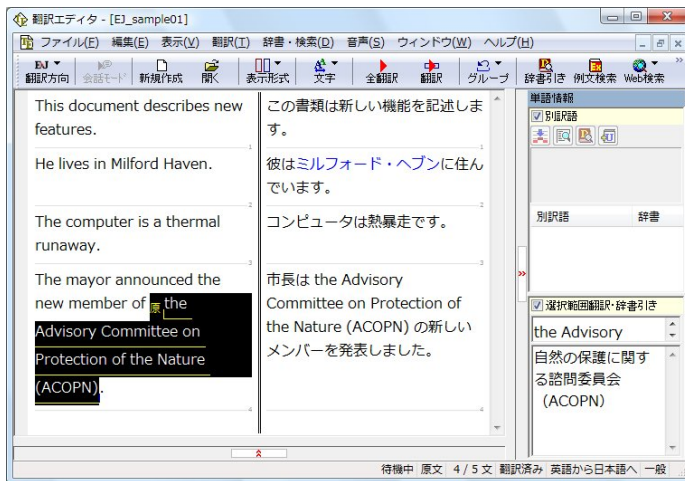 翻訳エディタ - [EJ_sample01]
ファイル(F) 編集(E) 表示(V) 翻訳(T) 辞書・検索(D) 音声(S) ウィンドウ(W) ヘルプ(H)
EJ
翻訳方向 会話モード 新規作成 開く 表示形式 文字 全翻訳 翻訳 グループ 辞書引き 例文検索 Web検索
This document describes new
features.
この書類は新しい機能を記述しま
す。
1
1
He lives in Milford Haven.
彼はミルフォード・ヘブンに住ん
でいます。
2
2
The computer is a thermal
runaway.
コンピュータは熱暴走です。
3
3
The mayor announced the
new member of 原 the
Advisory Committee on
Protection of the Nature
(ACOPN).
市長は the Advisory
Committee on Protection of
the Nature (ACOPN) の新しい
メンバーを発表しました。
4
4
単語情報
別訳語
別訳語 辞書
選択範囲翻訳・辞書引き
the Advisory
自然の保護に関す
る諮問委員会
（ACOPN）
待機中 原文 4 / 5 文 翻訳済み 英語から日本語へ 一般